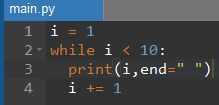 main.py
1 i = 1
2 while i < 10:
3   print(i,end=" ")
4   i += 1